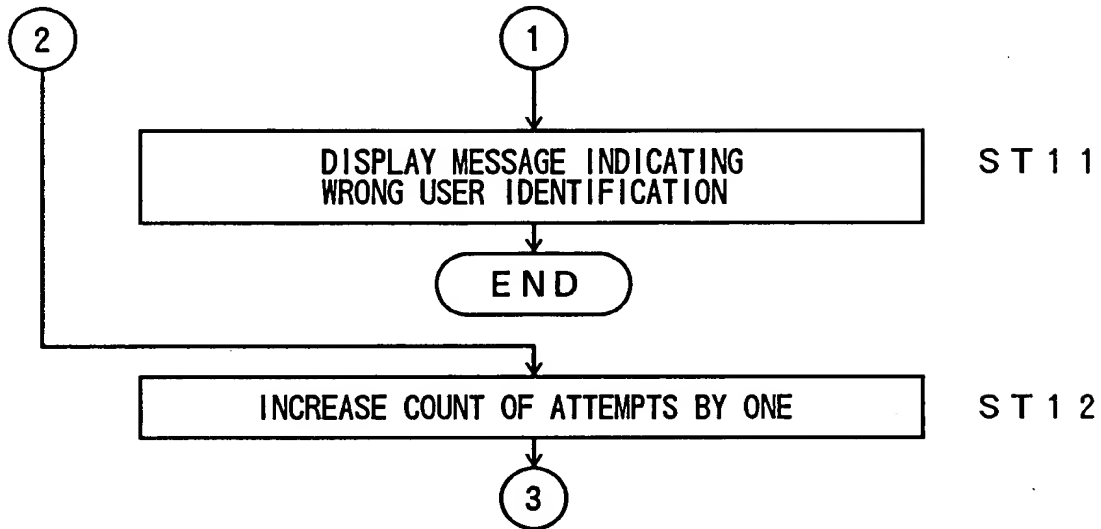 2
1
DISPLAY MESSAGE INDICATING
WRONG USER IDENTIFICATION
ST11
END
INCREASE COUNT OF ATTEMPTS BY ONE
ST12
3